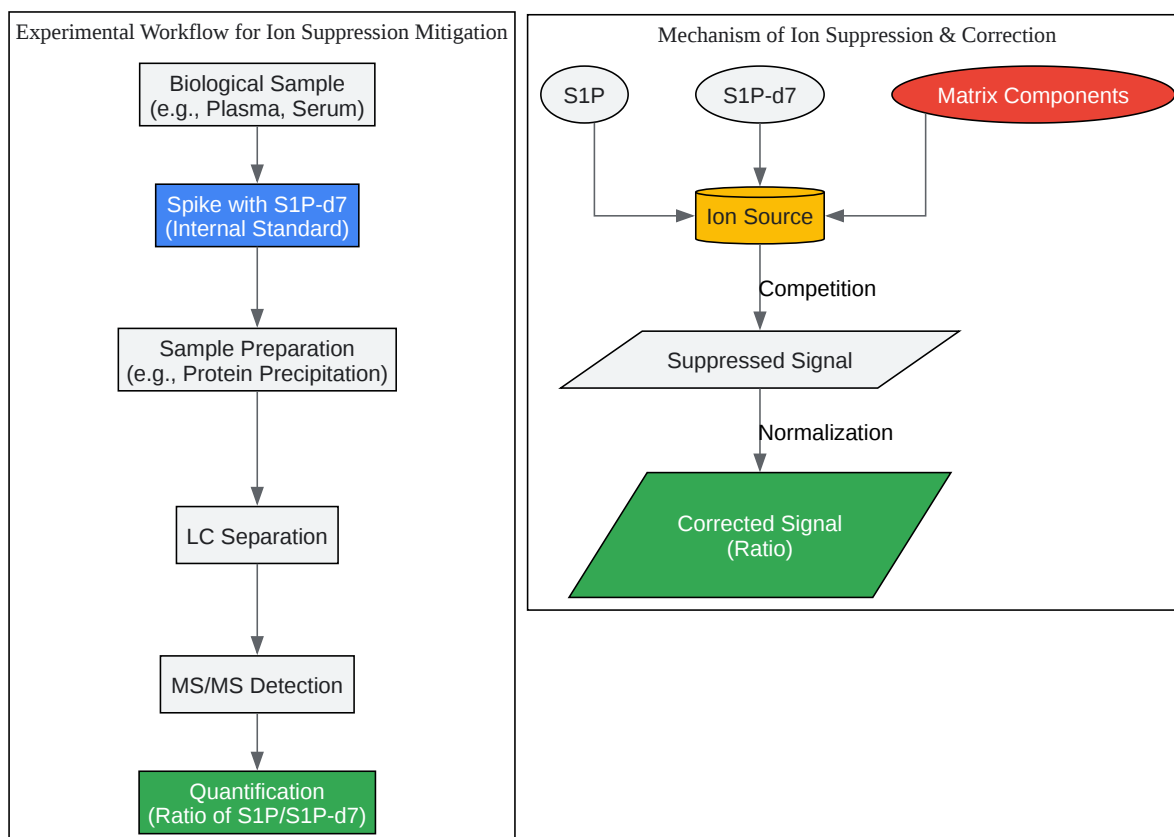 Experimental Workflow for Ion Suppression Mitigation
Biological Sample
(e.g., Plasma, Serum)
Spike with S1P-d7
(Internal Standard)
Sample Preparation
(e.g., Protein Precipitation)
LC Separation
MS/MS Detection
Quantification
(Ratio of S1P/S1P-d7)
Mechanism of Ion Suppression & Correction
S1P
S1P-d7
Matrix Components
Ion Source
Competition
Suppressed Signal
Normalization
Corrected Signal
(Ratio)